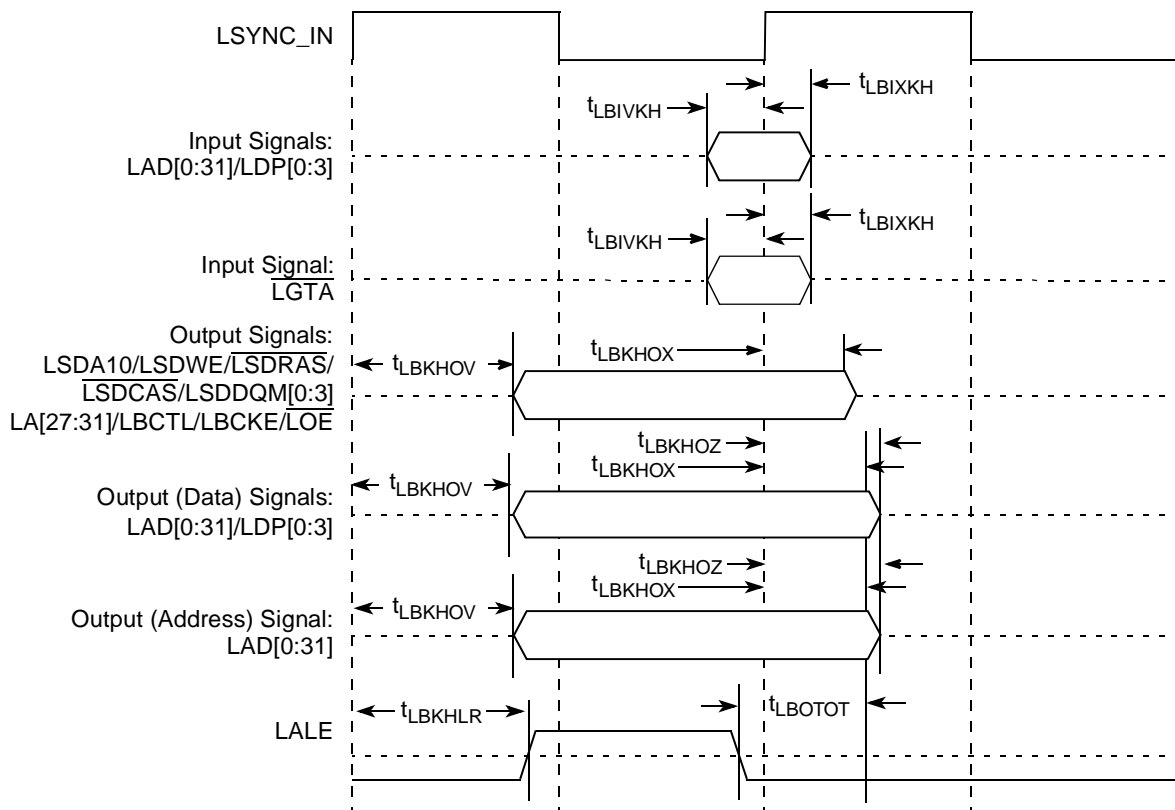 LSYNC_IN
tLBIXKH
tLBIVKH
Input Signals:
LAD[0:31]/LDP[0:3]
tLBIXKH
tLBIVKH
Input Signal:
LGTA
Output Signals:
LSDA10/LSDWE/LSDRAS/
LSDCAS/LSDDQM[0:3]
LA[27:31]/LBCTL/LBCKE/LOE
tLBKHOV
tLBKHOX
tLBKHOZ
tLBKHOX
tLBKHOV
Output (Data) Signals:
LAD[0:31]/LDP[0:3]
tLBKHOZ
tLBKHOX
tLBKHOV
Output (Address) Signal:
LAD[0:31]
tLBKHLR
tLBOTOT
LALE